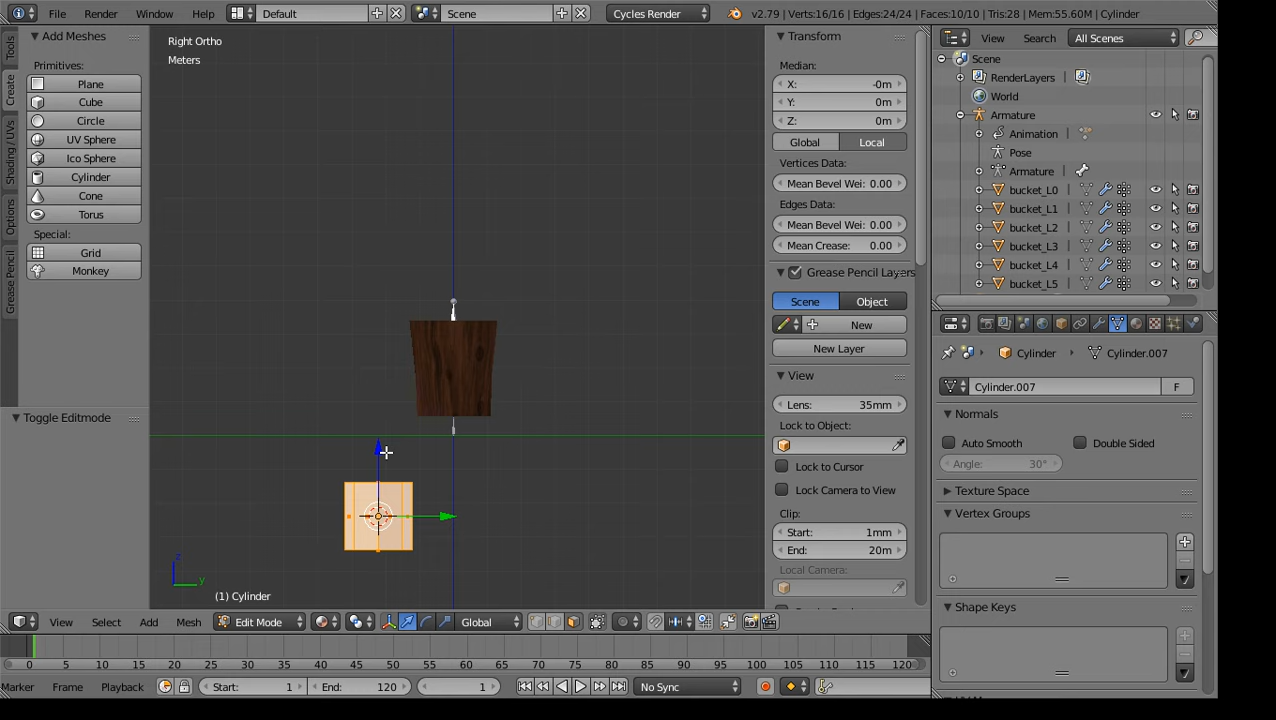 File Render Window Help Default Scene Cycles Render v2.79 | Verts:16/16 | Edges:24/24 | Faces:10/10 | Tris:28 | Mem:55.60M | Cylinder
Tools
Create
Shading / UVs
Options
Grease Pencil
Add Meshes
Primitives:
Plane
Cube
Circle
UV Sphere
Ico Sphere
Cylinder
Cone
Torus
Special:
Grid
Monkey
Toggle Editmode
Right Ortho
Meters
z
y
(1) Cylinder
Transform
Median:
X: -0m
Y: 0m
Z: 0m
Global Local
Vertices Data:
Mean Bevel Wei: 0.00
Edges Data:
Mean Bevel Wei: 0.00
Mean Crease: 0.00
Grease Pencil Layers
Scene Object
New
New Layer
View
Lens: 35mm
Lock to Object:
Lock to Cursor
Lock Camera to View
Clip:
Start: 1mm
End: 20m
Local Camera:
View Search All Scenes
Scene
RenderLayers |
World
Armature
Animation
Pose
Armature |
bucket_L0 |
bucket_L1 |
bucket_L2 |
bucket_L3 |
bucket_L4 |
bucket_L5 |
Cylinder Cylinder.007
Cylinder.007 F
Normals
Auto Smooth Double Sided
Angle: 30°
Texture Space
Vertex Groups
Shape Keys
View Select Add Mesh Edit Mode Global
0 5 10 15 20 25 30 35 40 45 50 55 60 65 70 75 80 85 90 95 100 105 110 115 120
Marker Frame Playback Start: 1 End: 120 1 No Sync